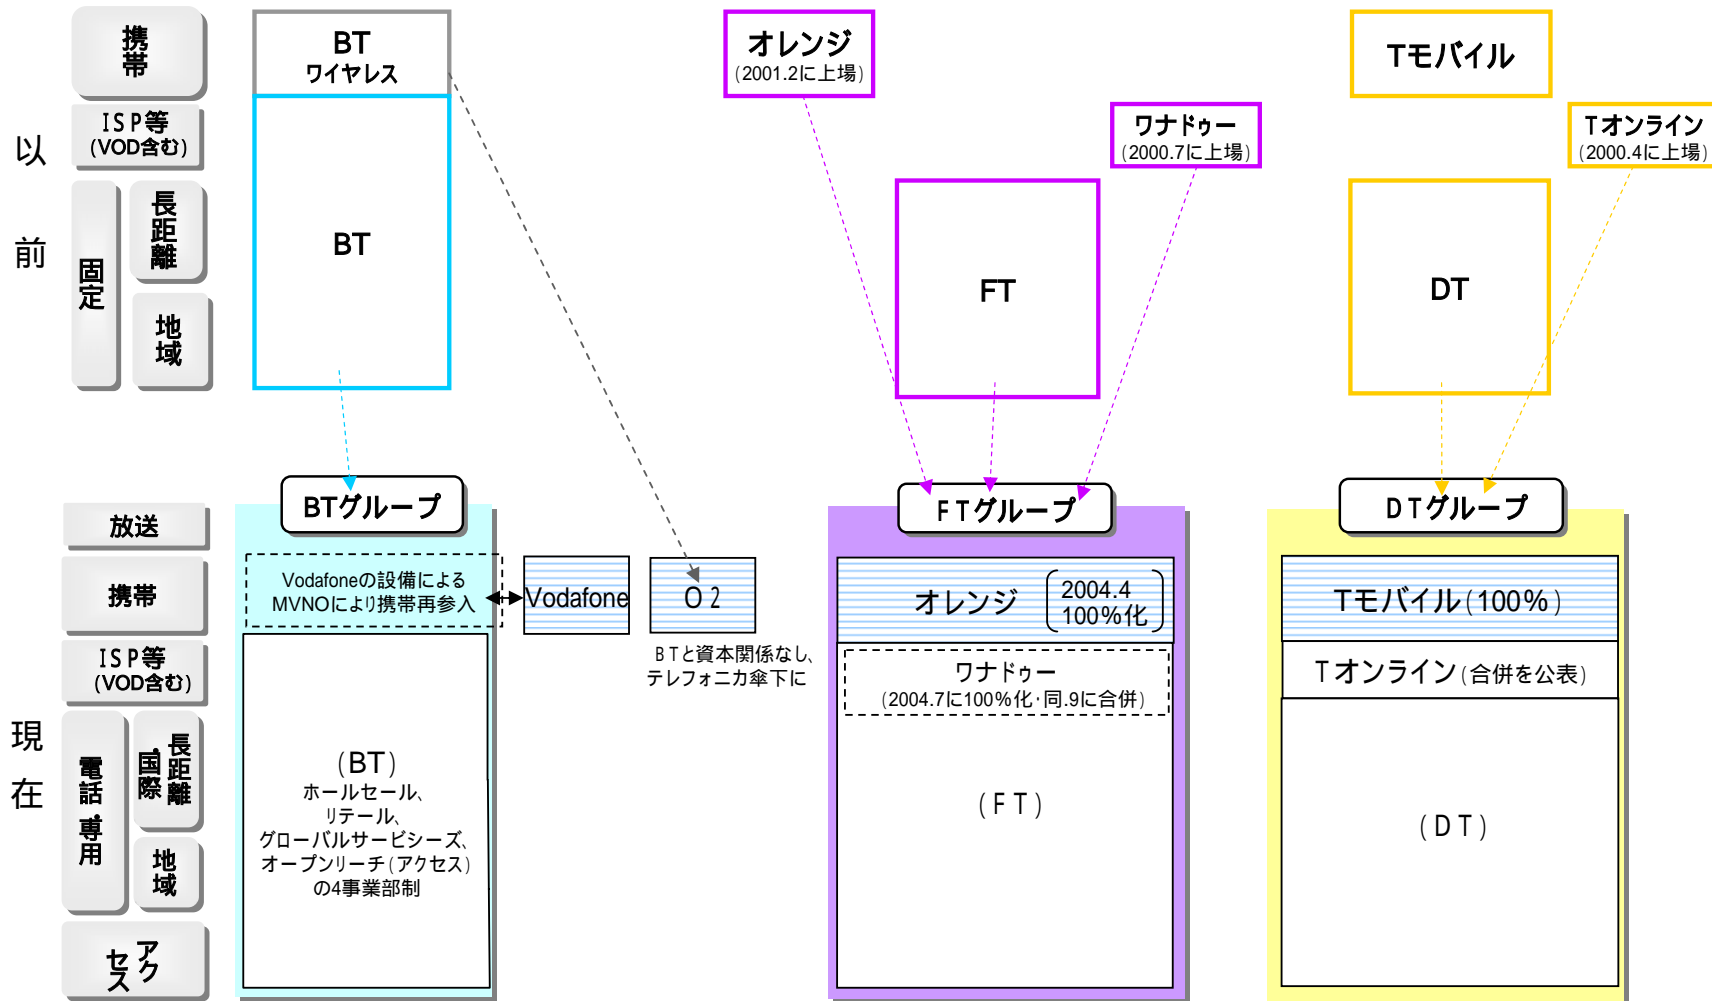 以前
携帯
ISP等
(VOD含む)
固定
長距離
地域
BT
ワイヤレス
BT
オレンジ
(2001.2に上場)
ワナドゥー
(2000.7に上場)
FT
Tモバイル
Tオンライン
(2000.4に上場)
DT
現在
放送
携帯
ISP等
(VOD含む)
電話・専用
長距離
・国際
地域
アク
セス
BTグループ
Vodafoneの設備による
MVNOにより携帯再参入
Vodafone
O2
BTと資本関係なし、
テレフォニカ傘下に
(BT)
ホールセール、
リテール、
グローバルサービシーズ、
オープンリーチ(アクセス)
の4事業部制
FTグループ
オレンジ
2004.4
100%化
ワナドゥー
(2004.7に100%化・同.9に合併)
(FT)
DTグループ
Tモバイル(100%)
Tオンライン(合併を公表)
(DT)